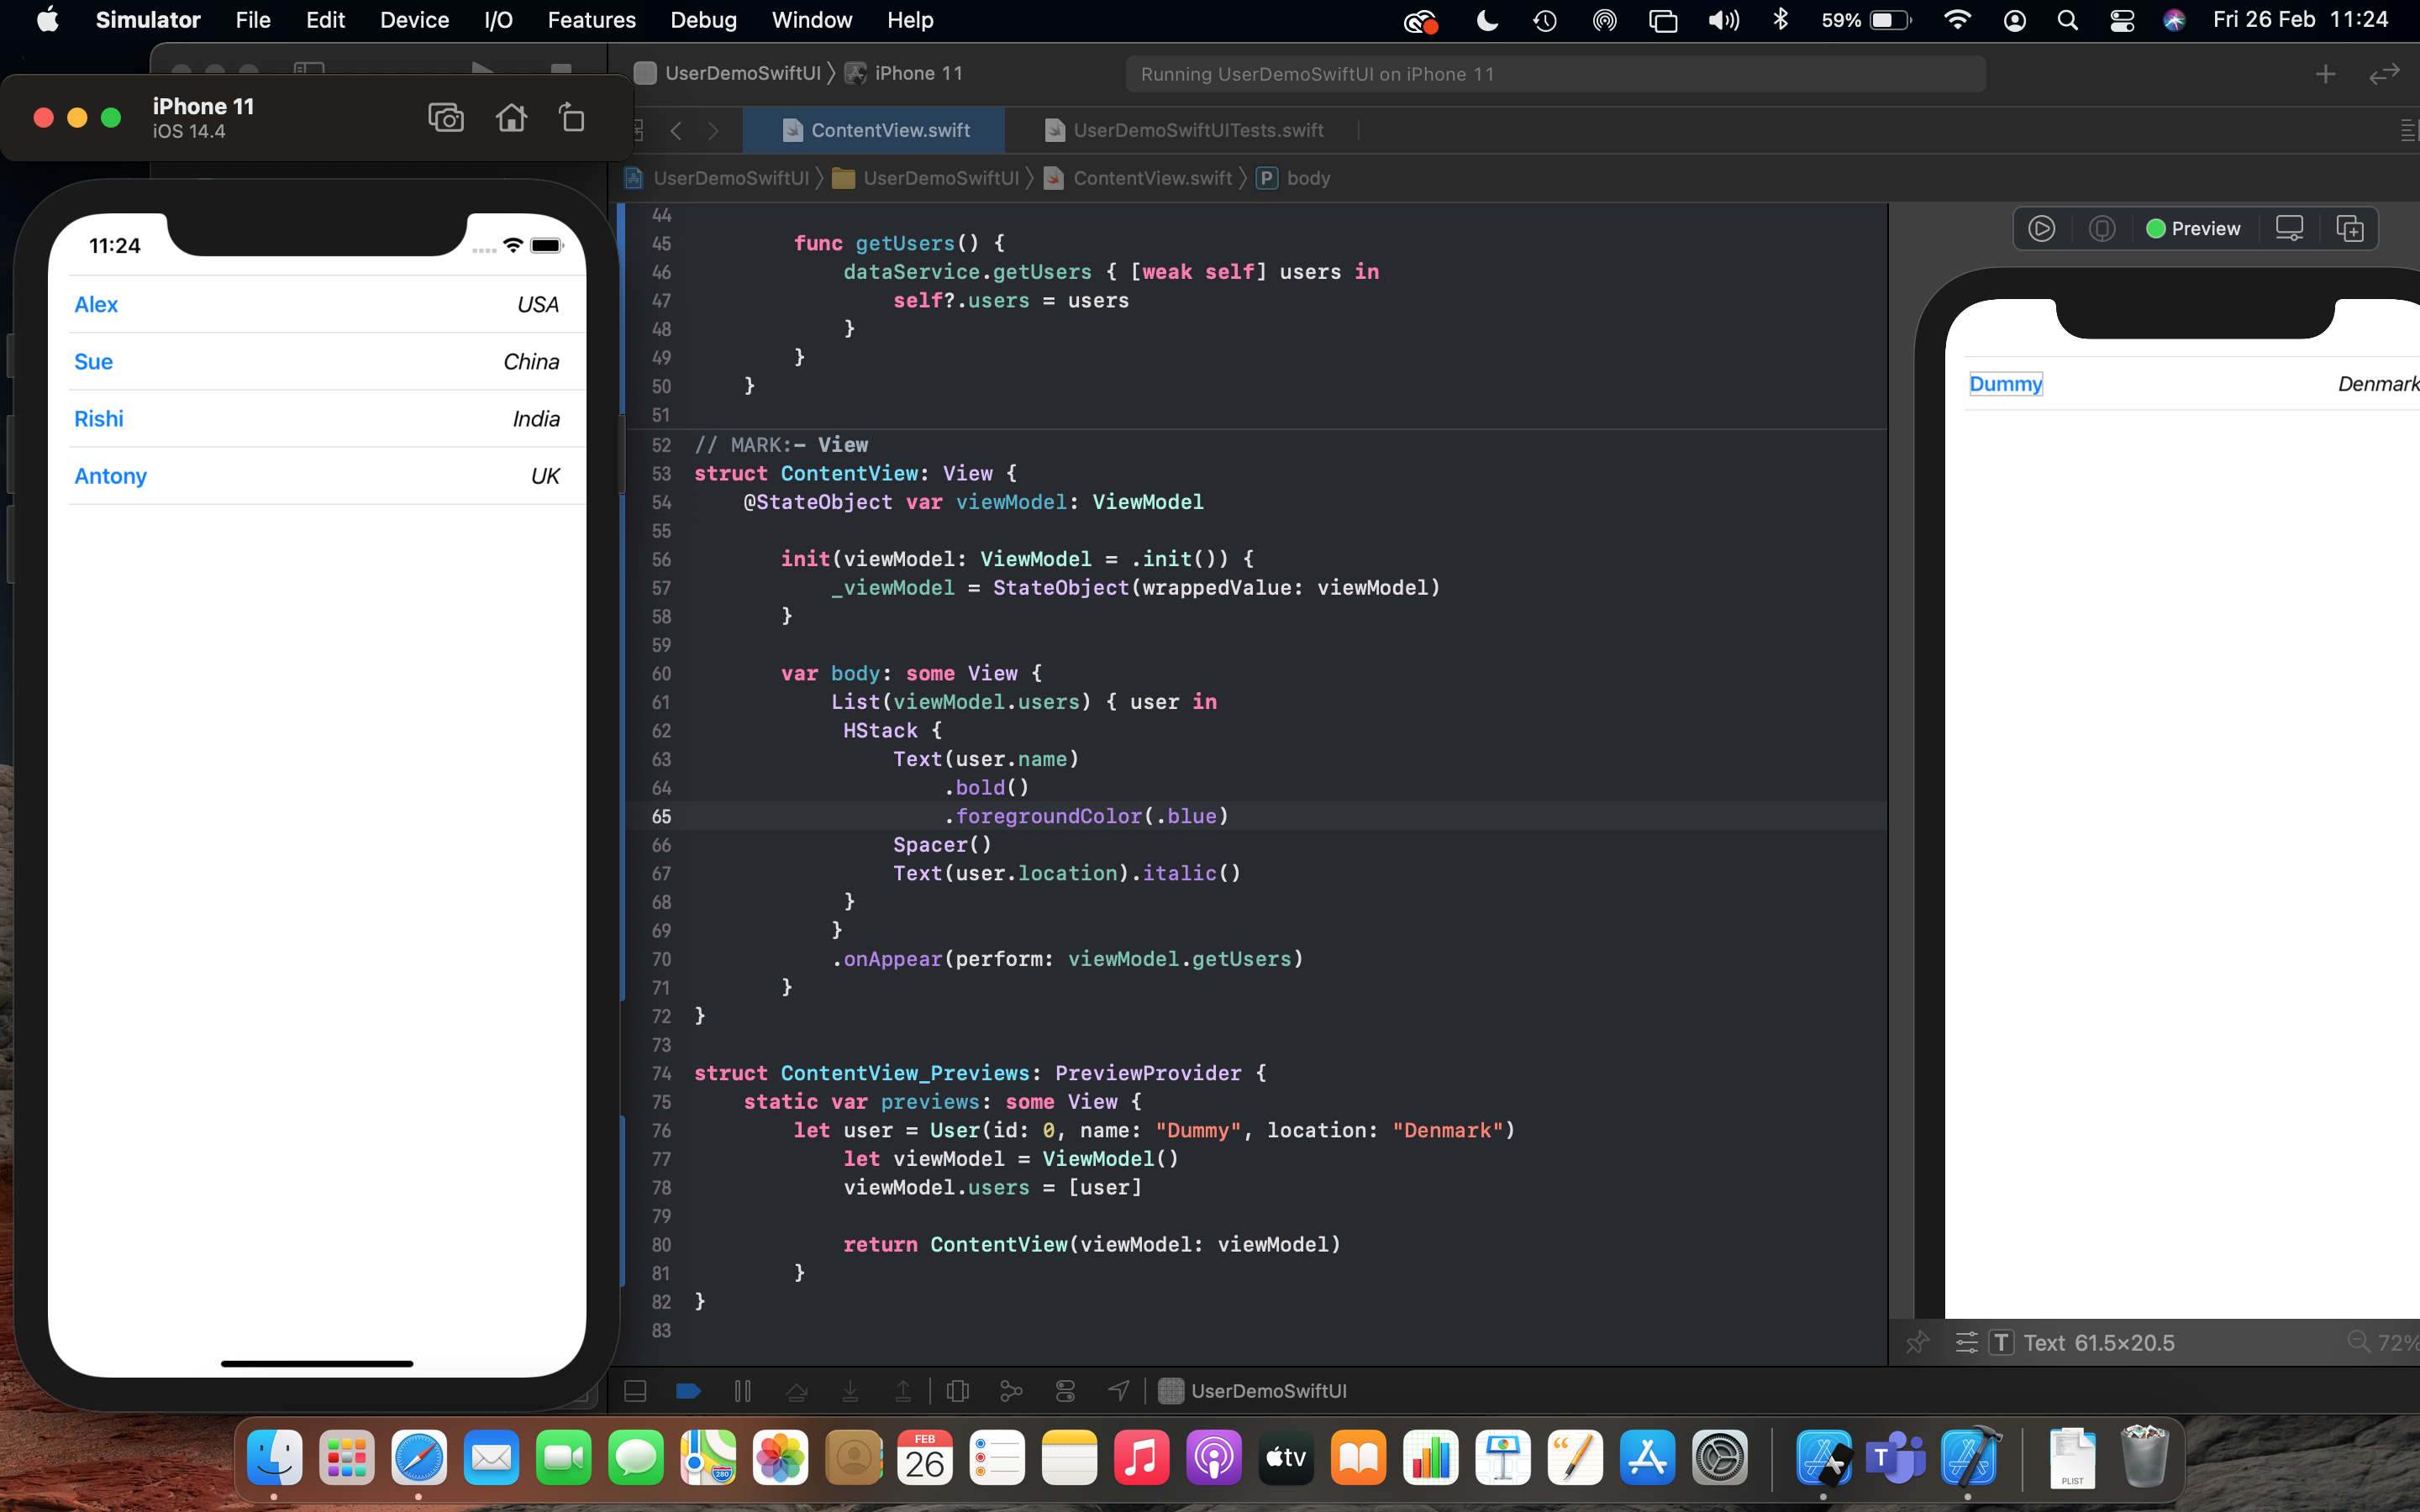 Simulator File Edit Device I/O Features Debug Window Help 59% Fri 26 Feb 11:24
UserDemoSwiftUI iPhone 11 Running UserDemoSwiftUI on iPhone 11
iPhone 11
iOS 14.4
ContentView.swift UserDemoSwiftUITests.swift
UserDemoSwiftUI UserDemoSwiftUI ContentView.swift P body
11:24
Alex USA
Sue China
Rishi India
Antony UK
44
45 func getUsers() {
46 dataService.getUsers { [weak self] users in
47 self?.users = users
48 }
49 }
50 }
51
52 // MARK:- View
53 struct ContentView: View {
54 @StateObject var viewModel: ViewModel
55
56 init(viewModel: ViewModel = .init()) {
57 _viewModel = StateObject(wrappedValue: viewModel)
58 }
59
60 var body: some View {
61 List(viewModel.users) { user in
62 HStack {
63 Text(user.name)
64 .bold()
65 .foregroundColor(.blue)
66 Spacer()
67 Text(user.location).italic()
68 }
69 }
70 .onAppear(perform: viewModel.getUsers)
71 }
72 }
73
74 struct ContentView_Previews: PreviewProvider {
75 static var previews: some View {
76 let user = User(id: 0, name: "Dummy", location: "Denmark")
77 let viewModel = ViewModel()
78 viewModel.users = [user]
79
80 return ContentView(viewModel: viewModel)
81 }
82 }
83
Preview
Dummy Denmark
T Text 61.5×20.5 72%
UserDemoSwiftUI
FEB
26
280
tv
T
PLIST